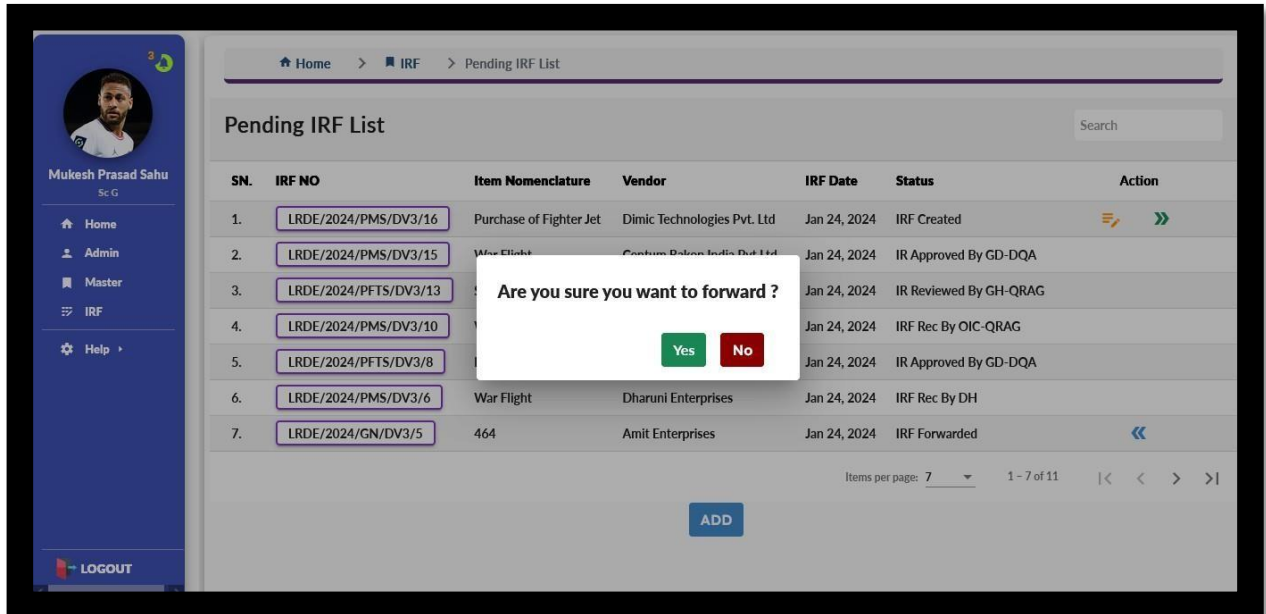 3
Mukesh Prasad Sahu
Sc G
Home
Admin
Master
IRF
Help
LOGOUT
Home > IRF > Pending IRF List
Pending IRF List
Search
SN. IRF NO Item Nomenclature Vendor IRF Date Status Action
1. LRDE/2024/PMS/DV3/16 Purchase of Fighter Jet Dimic Technologies Pvt. Ltd Jan 24, 2024 IRF Created
2. LRDE/2024/PMS/DV3/15 War Flight Jan 24, 2024 IR Approved By GD-DQA
3. LRDE/2024/PFTS/DV3/13 Jan 24, 2024 IR Reviewed By GH-QRAG
4. LRDE/2024/PMS/DV3/10 Jan 24, 2024 IRF Rec By OIC-QRAG
5. LRDE/2024/PFTS/DV3/8 Jan 24, 2024 IR Approved By GD-DQA
6. LRDE/2024/PMS/DV3/6 War Flight Dharuni Enterprises Jan 24, 2024 IRF Rec By DH
7. LRDE/2024/GN/DV3/5 464 Amit Enterprises Jan 24, 2024 IRF Forwarded
Are you sure you want to forward ?
Yes No
Items per page: 7 1 – 7 of 11
ADD